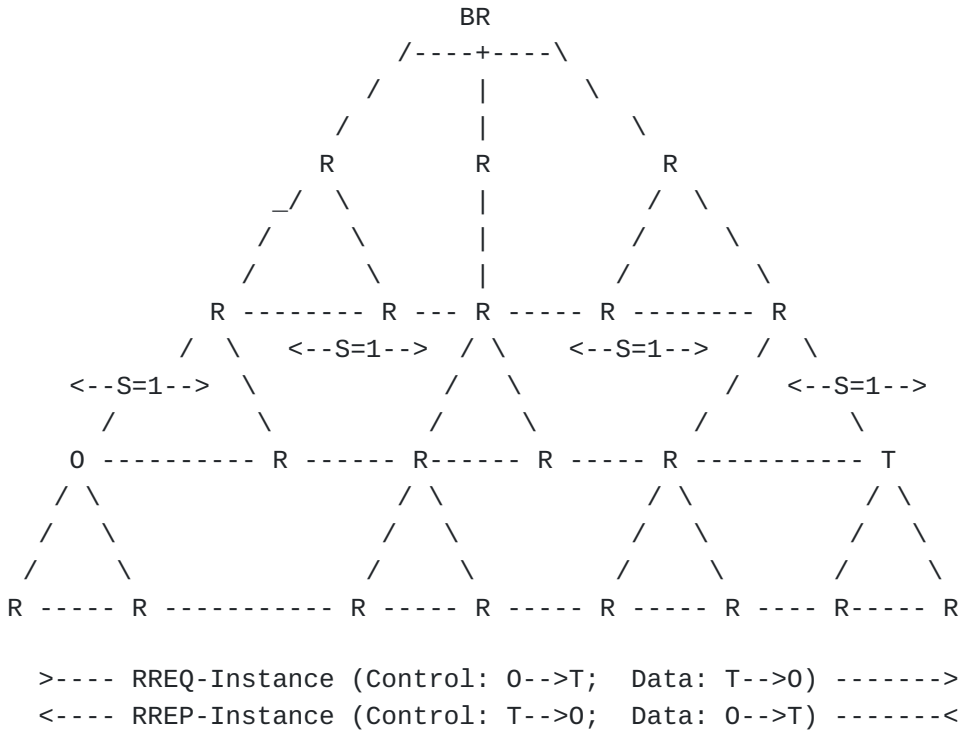 BR
                         /----+----\
                       /      |      \
                     /        |         \
                    R         R           R
                 _/  \        |          /  \
                /     \       |         /     \
               /       \      |        /        \
             R -------- R --- R ----- R -------- R
           /  \   <--S=1-->  / \    <--S=1-->   /  \
    <--S=1-->  \            /   \             /   <--S=1-->
      /         \          /     \          /         \
    O ---------- R ------ R------ R ----- R ----------- T
   / \                   / \             / \           / \
  /   \                 /   \           /   \         /   \
 /     \               /     \         /     \       /     \
R ----- R ----------- R ----- R ----- R ----- R ---- R----- R
>---- RREQ-Instance (Control: O-->T;  Data: T-->O) ------->
<---- RREP-Instance (Control: T-->O;  Data: O-->T) -------<